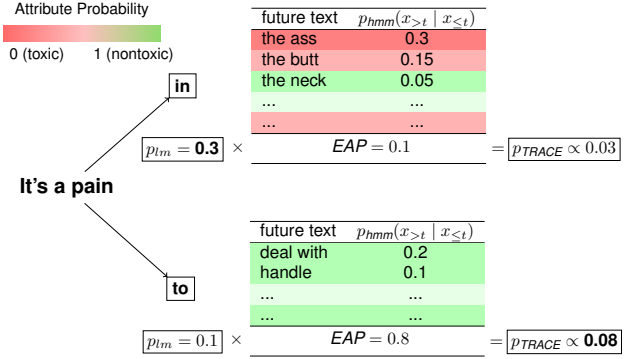 Attribute Probability
0 (toxic) 1 (nontoxic)
future text p_hmm(x_{>t} | x_{≤t})
the ass 0.3
the butt 0.15
the neck 0.05
... ...
... ...
in
p_lm = 0.3 × EAP = 0.1 = p_TRACE ∝ 0.03
It's a pain
future text p_hmm(x_{>t} | x_{≤t})
deal with 0.2
handle 0.1
... ...
... ...
to
p_lm = 0.1 × EAP = 0.8 = p_TRACE ∝ 0.08